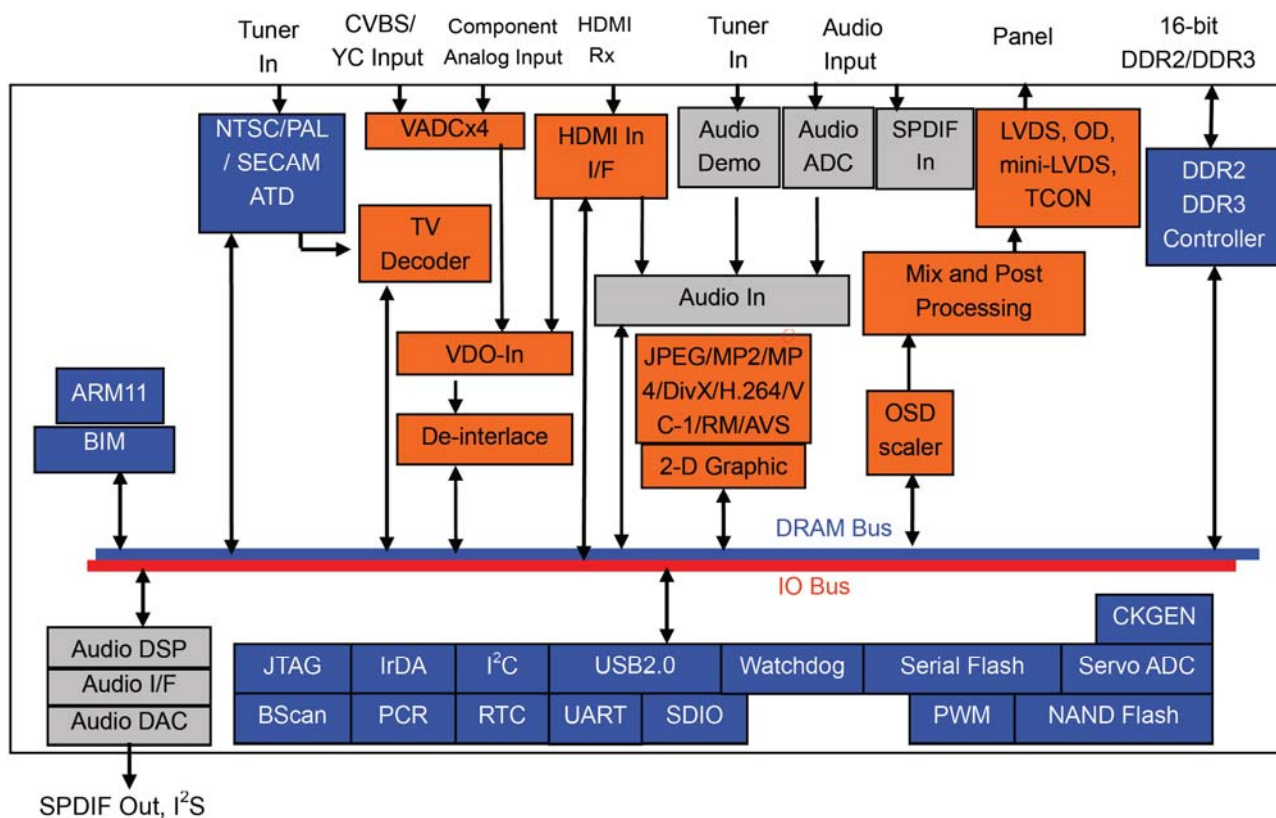 Tuner
In
CVBS/
YC Input
Component
Analog Input
HDMI
Rx
Tuner
In
Audio
Input
Panel
16-bit
DDR2/DDR3
NTSC/PAL
/ SECAM
ATD
VADCx4
HDMI In
I/F
Audio
Demo
Audio
ADC
SPDIF
In
LVDS, OD,
mini-LVDS,
TCON
DDR2
DDR3
Controller
TV
Decoder
Audio In
Mix and Post
Processing
VDO-In
JPEG/MP2/MP
4/DivX/H.264/V
C-1/RM/AVS
ARM11
BIM
De-interlace
2-D Graphic
OSD
scaler
DRAM Bus
IO Bus
Audio DSP
Audio I/F
Audio DAC
CKGEN
JTAG
IrDA
I²C
USB2.0
Watchdog
Serial Flash
Servo ADC
BScan
PCR
RTC
UART
SDIO
PWM
NAND Flash
SPDIF Out, I²S